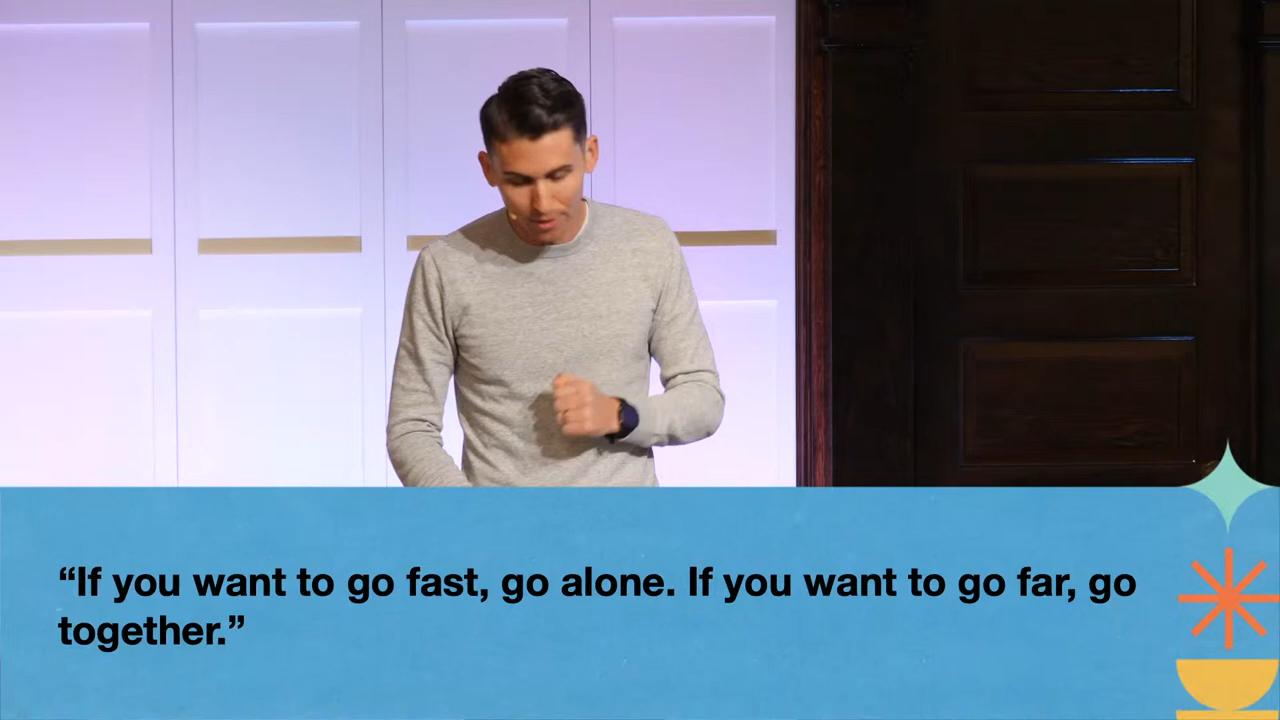 “If you want to go fast, go alone. If you want to go far, go
together.”